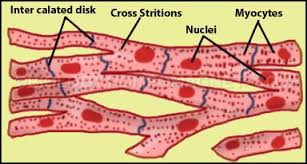 Inter calated disk
Cross Stritions
Nuclei
Myocytes